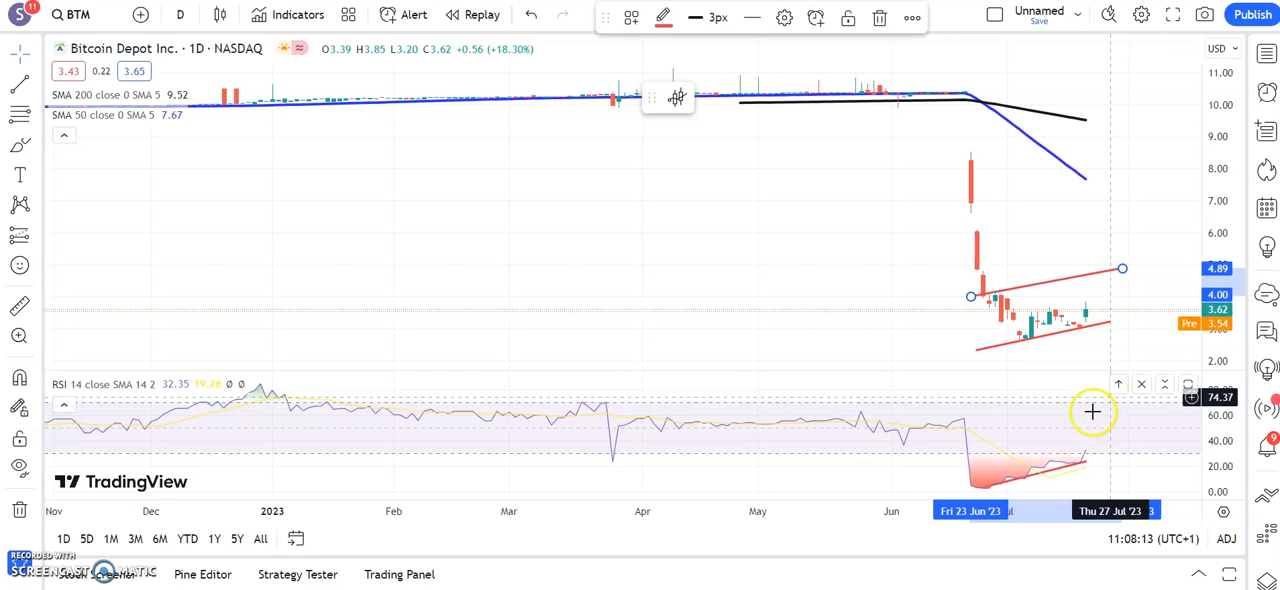 S 11 BTM D Indicators Alert Replay 3px Unnamed Save Publish
Bitcoin Depot Inc. · 1D · NASDAQ O3.39 H3.85 L3.20 C3.62 +0.56 (+18.30%) USD
3.43 0.22 3.65 11.00
SMA 200 close 0 SMA 5 9.52
10.00
SMA 50 close 0 SMA 5 7.67
9.00
8.00
7.00
6.00
4.89
4.00
3.62
Pre 3.54
2.00
RSI 14 close SMA 14 2 32.35 19.28 Ø Ø
74.37
60.00
40.00
20.00
TradingView
0.00
Nov Dec 2023 Feb Mar Apr May Jun Fri 23 Jun '23 Thu 27 Jul '23
1D 5D 1M 3M 6M YTD 1Y 5Y All 11:08:13 (UTC+1) ADJ
RECORDED WITH
SCREENCAST MATIC
Pine Editor Strategy Tester Trading Panel
9